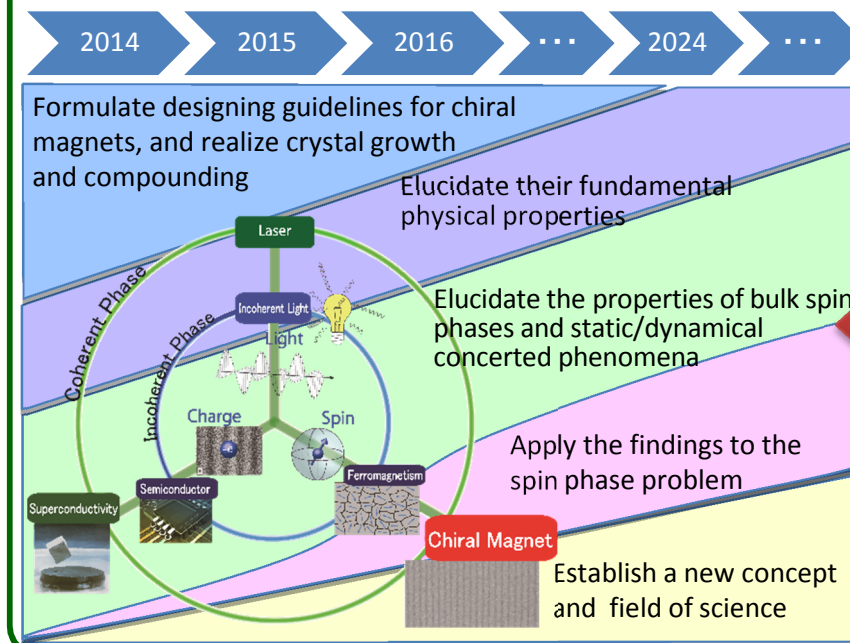 2014
2015
2016
...
2024
...
Formulate designing guidelines for chiral
magnets, and realize crystal growth
and compounding
Elucidate their fundamental
physical properties
Laser
Coherent Phase
Incoherent Phase
Incoherent Light
Light
Elucidate the properties of bulk spin
phases and static/dynamical
concerted phenomena
Charge
Spin
Apply the findings to the
spin phase problem
Semiconductor
Ferromagnetism
Superconductivity
Chiral Magnet
Establish a new concept
and field of science